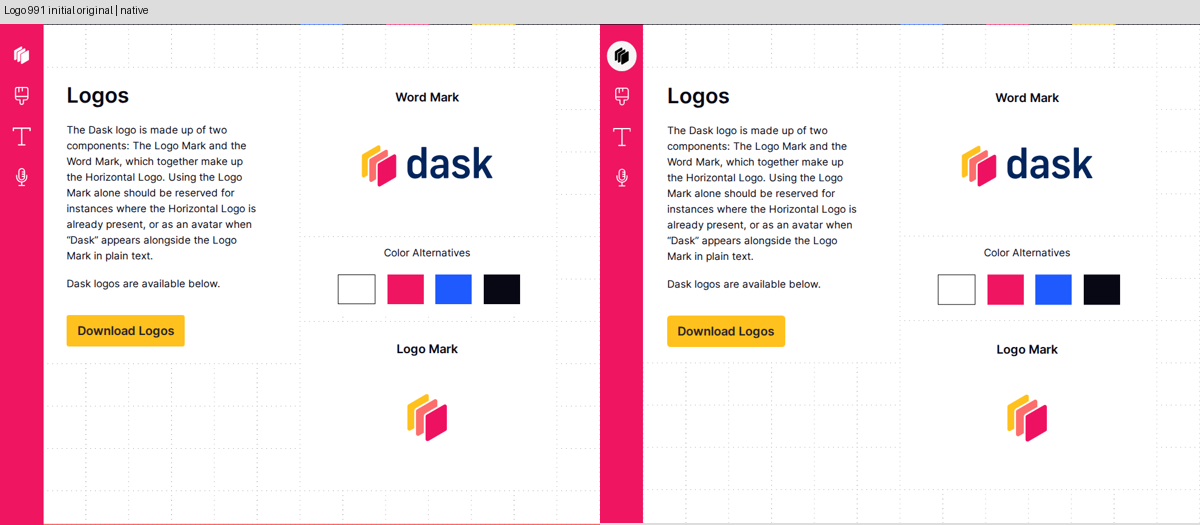 Logo991 initial original | native
Logos
The Dask logo is made up of two
components: The Logo Mark and the
Word Mark, which together make up
the Horizontal Logo. Using the Logo
Mark alone should be reserved for
instances where the Horizontal Logo is
already present, or as an avatar when
“Dask” appears alongside the Logo
Mark in plain text.
Dask logos are available below.
Download Logos
Word Mark
dask
Color Alternatives
Logo Mark
Logos
The Dask logo is made up of two
components: The Logo Mark and the
Word Mark, which together make up
the Horizontal Logo. Using the Logo
Mark alone should be reserved for
instances where the Horizontal Logo is
already present, or as an avatar when
“Dask” appears alongside the Logo
Mark in plain text.
Dask logos are available below.
Download Logos
Word Mark
dask
Color Alternatives
Logo Mark